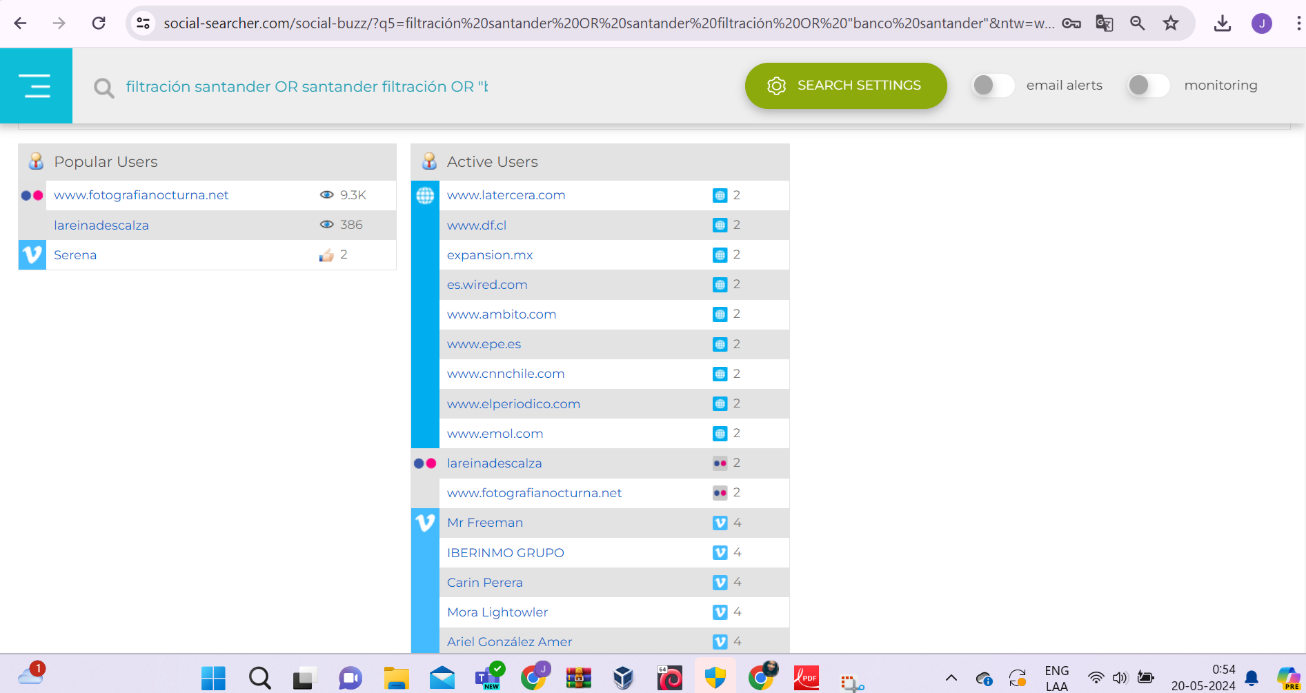 social-searcher.com/social-buzz/?q5=filtración%20santander%20OR%20santander%20filtración%20OR%20"banco%20santander"&ntw=w...
J
filtración santander OR santander filtración OR "b
SEARCH SETTINGS
email alerts
monitoring
Popular Users
www.fotografianocturna.net 9.3K
lareinadescalza 386
Serena 2
Active Users
www.latercera.com 2
www.df.cl 2
expansion.mx 2
es.wired.com 2
www.ambito.com 2
www.epe.es 2
www.cnnchile.com 2
www.elperiodico.com 2
www.emol.com 2
lareinadescalza 2
www.fotografianocturna.net 2
Mr Freeman 4
IBERINMO GRUPO 4
Carin Perera 4
Mora Lightowler 4
Ariel González Amer 4
1
NEW
J
64
PDF
ENG
LAA
0:54
20-05-2024
PRE